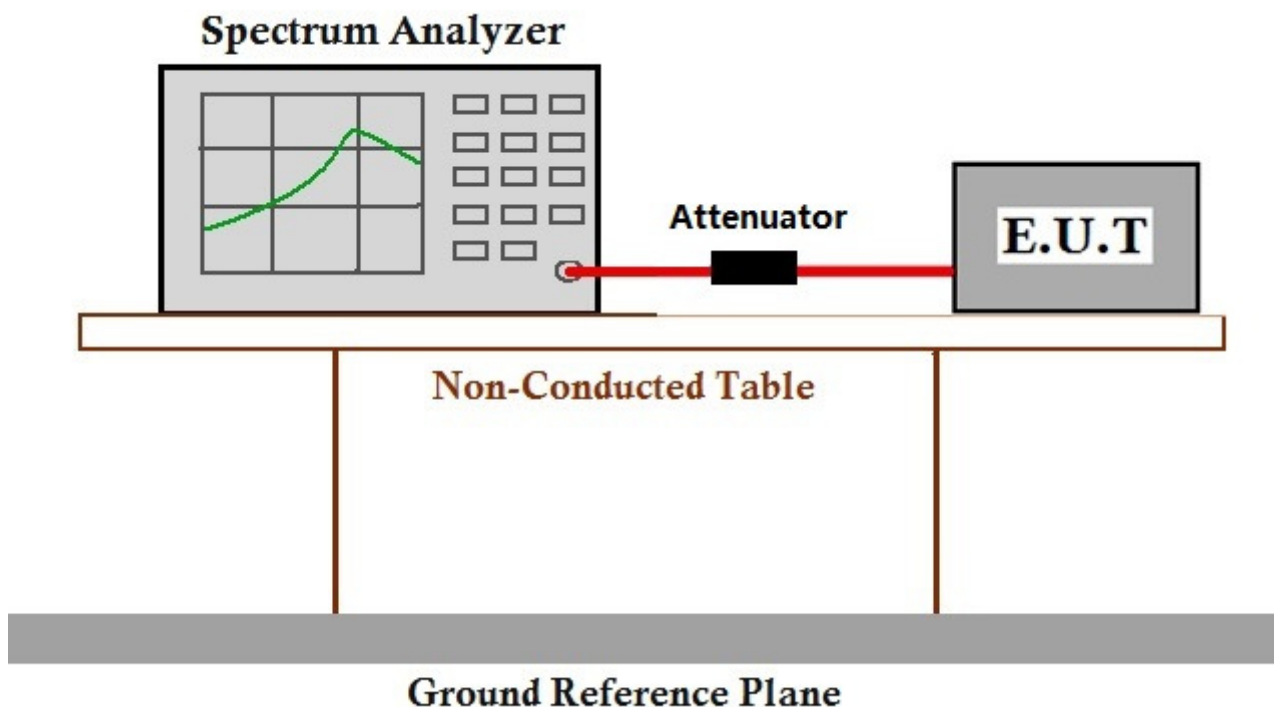 Spectrum Analyzer
Attenuator
E.U.T
Non-Conducted Table
Ground Reference Plane